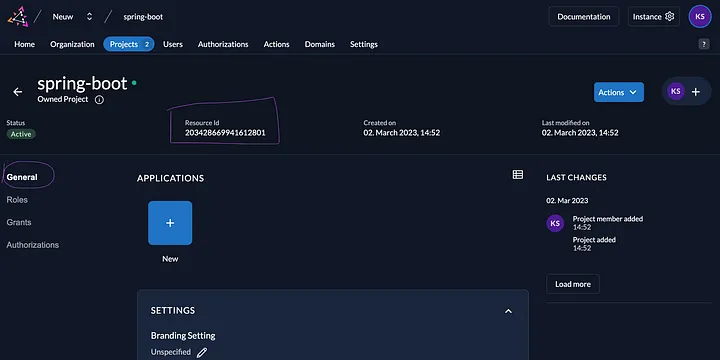 Neuw
spring-boot
Documentation
Instance
KS
Home
Organization
Projects 2
Users
Authorizations
Actions
Domains
Settings
?
spring-boot
Owned Project
Actions
KS
Status
Active
Resource Id
203428669941612801
Created on
02. March 2023, 14:52
Last modified on
02. March 2023, 14:52
General
Roles
Grants
Authorizations
APPLICATIONS
New
SETTINGS
Branding Setting
Unspecified
LAST CHANGES
02. Mar 2023
KS
Project member added
14:52
Project added
14:52
Load more